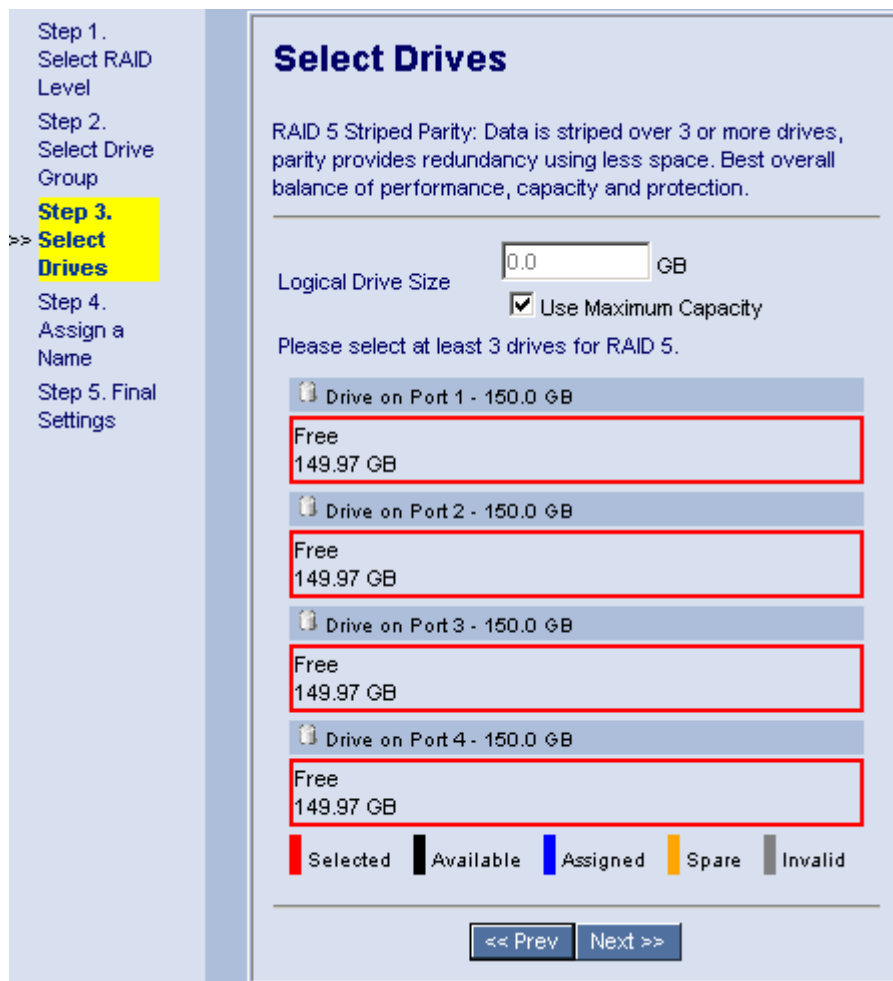 Step 1.
Select RAID
Level
Step 2.
Select Drive
Group
Step 3.
>> Select
Drives
Step 4.
Assign a
Name
Step 5. Final
Settings
Select Drives
RAID 5 Striped Parity: Data is striped over 3 or more drives,
parity provides redundancy using less space. Best overall
balance of performance, capacity and protection.
Logical Drive Size 0.0 GB
Use Maximum Capacity
Please select at least 3 drives for RAID 5.
Drive on Port 1 - 150.0 GB
Free
149.97 GB
Drive on Port 2 - 150.0 GB
Free
149.97 GB
Drive on Port 3 - 150.0 GB
Free
149.97 GB
Drive on Port 4 - 150.0 GB
Free
149.97 GB
Selected Available Assigned Spare Invalid
<< Prev Next >>